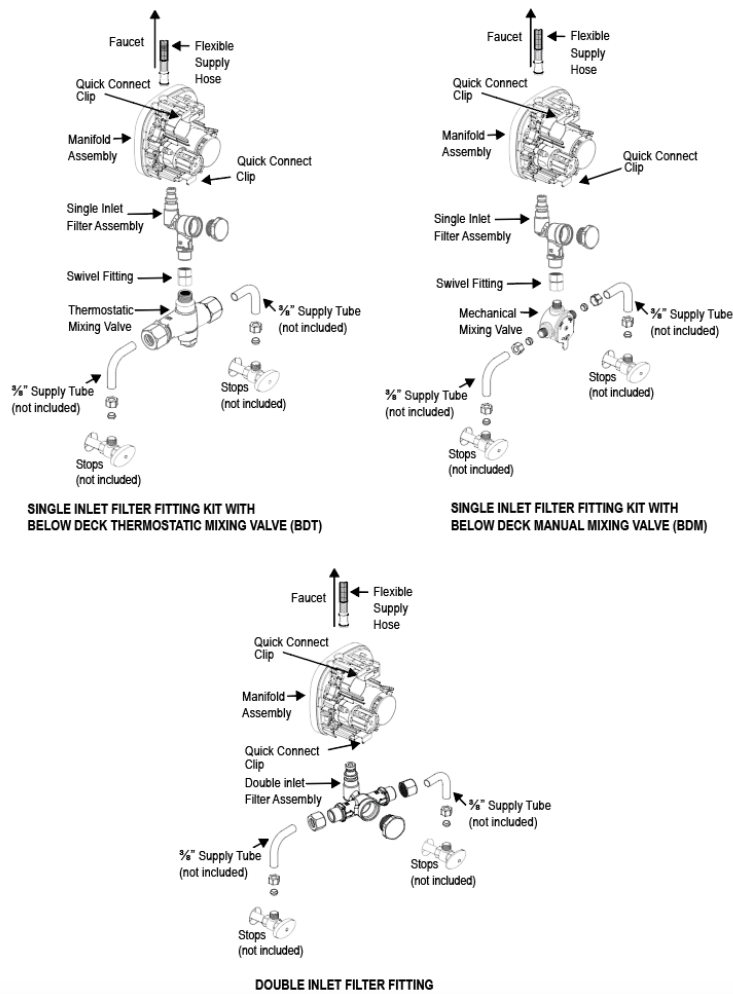 Faucet
Flexible
Supply
Hose
Quick Connect
Clip
Manifold
Assembly
Quick Connect
Clip
Single Inlet
Filter Assembly
Swivel Fitting
Thermostatic
Mixing Valve
⅜" Supply Tube
(not included)
Stops
(not included)
⅜" Supply Tube
(not included)
Stops
(not included)
SINGLE INLET FILTER FITTING KIT WITH
BELOW DECK THERMOSTATIC MIXING VALVE (BDT)
Faucet
Flexible
Supply
Hose
Quick Connect
Clip
Manifold
Assembly
Quick Connect
Clip
Single Inlet
Filter Assembly
Swivel Fitting
Mechanical
Mixing Valve
⅜" Supply Tube
(not included)
Stops
(not included)
⅜" Supply Tube
(not included)
Stops
(not included)
SINGLE INLET FILTER FITTING KIT WITH
BELOW DECK MANUAL MIXING VALVE (BDM)
Faucet
Flexible
Supply
Hose
Quick Connect
Clip
Manifold
Assembly
Quick Connect
Clip
Double inlet
Filter Assembly
⅜" Supply Tube
(not included)
⅜" Supply Tube
(not included)
Stops
(not included)
Stops
(not included)
DOUBLE INLET FILTER FITTING